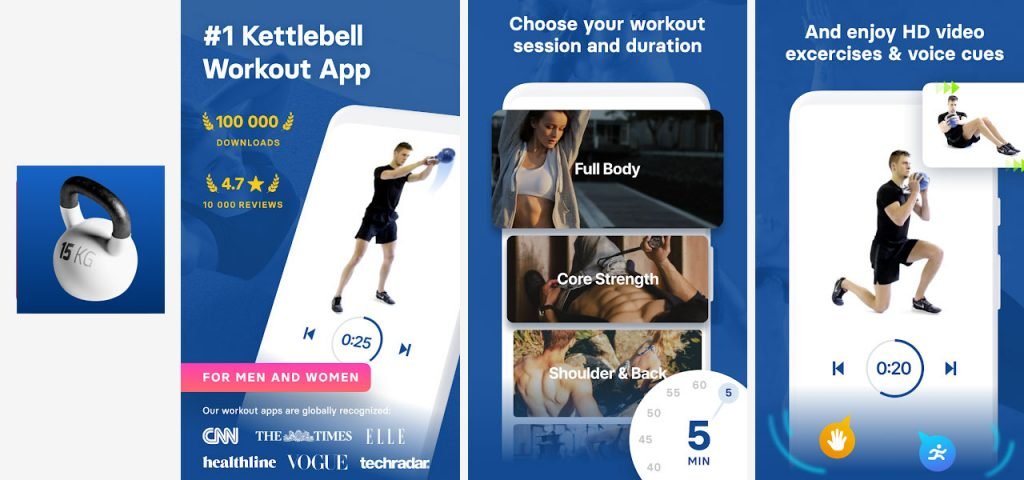 15 KG
#1 Kettlebell
Workout App
100 000
DOWNLOADS
4.7
10 000 REVIEWS
0:25
FOR MEN AND WOMEN
Our workout apps are globally recognized:
CNN THE TIMES ELLE
healthline VOGUE techradar.
Choose your workout
session and duration
Full Body
Core Strength
Shoulder & Back
60
5
55
50
45
40
5
MIN
And enjoy HD video
excercises & voice cues
0:20